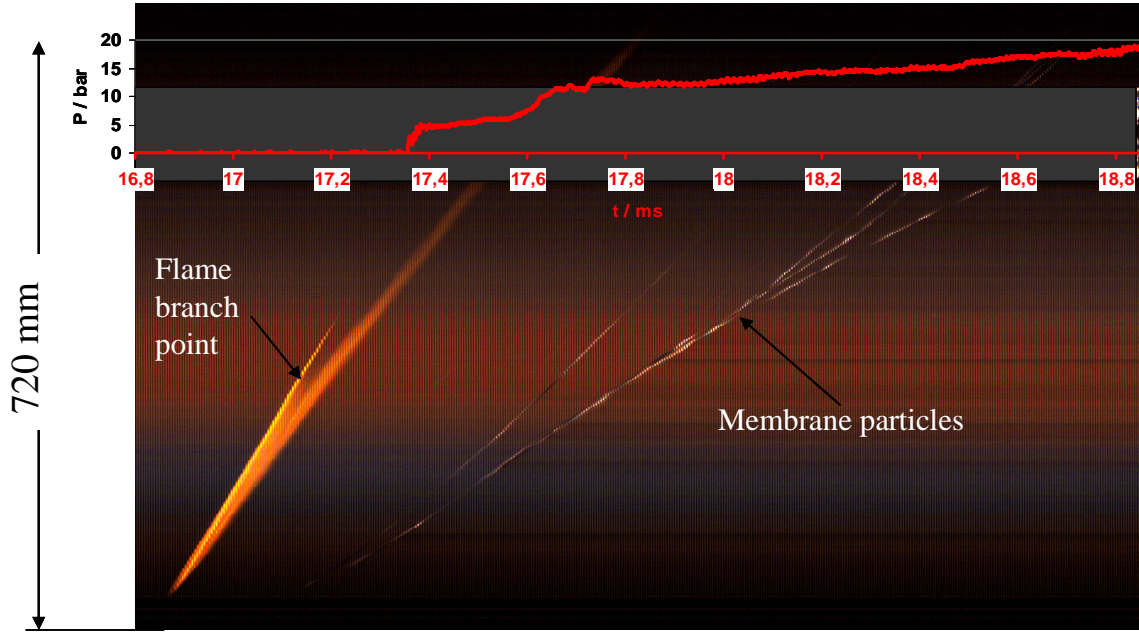 20
15
10
5
0
P / bar
16,8
17
17,2
17,4
17,6
17,8
18
18,2
18,4
18,6
18,8
t / ms
Flame
branch
point
Membrane particles
720 mm